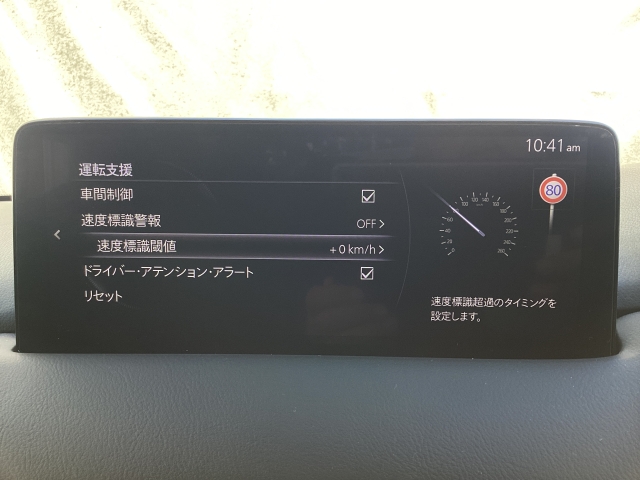 10:41 am
運転支援
車間制御
速度標識警報 OFF
速度標識閾値 +0 km/h
ドライバー・アテンション・アラート
リセット
80
速度標識超過のタイミングを
設定します。